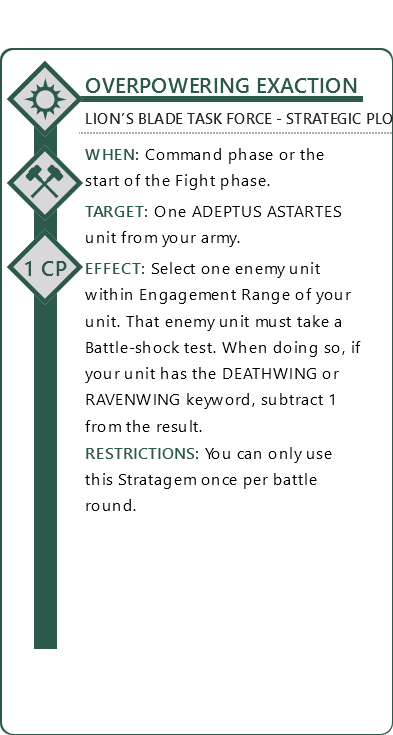 OVERPOWERING EXACTION
LION'S BLADE TASK FORCE - STRATEGIC PLO
WHEN: Command phase or the
start of the Fight phase.
TARGET: One ADEPTUS ASTARTES
unit from your army.
1 CP
EFFECT: Select one enemy unit
within Engagement Range of your
unit. That enemy unit must take a
Battle-shock test. When doing so, if
your unit has the DEATHWING or
RAVENWING keyword, subtract 1
from the result.
RESTRICTIONS: You can only use
this Stratagem once per battle
round.